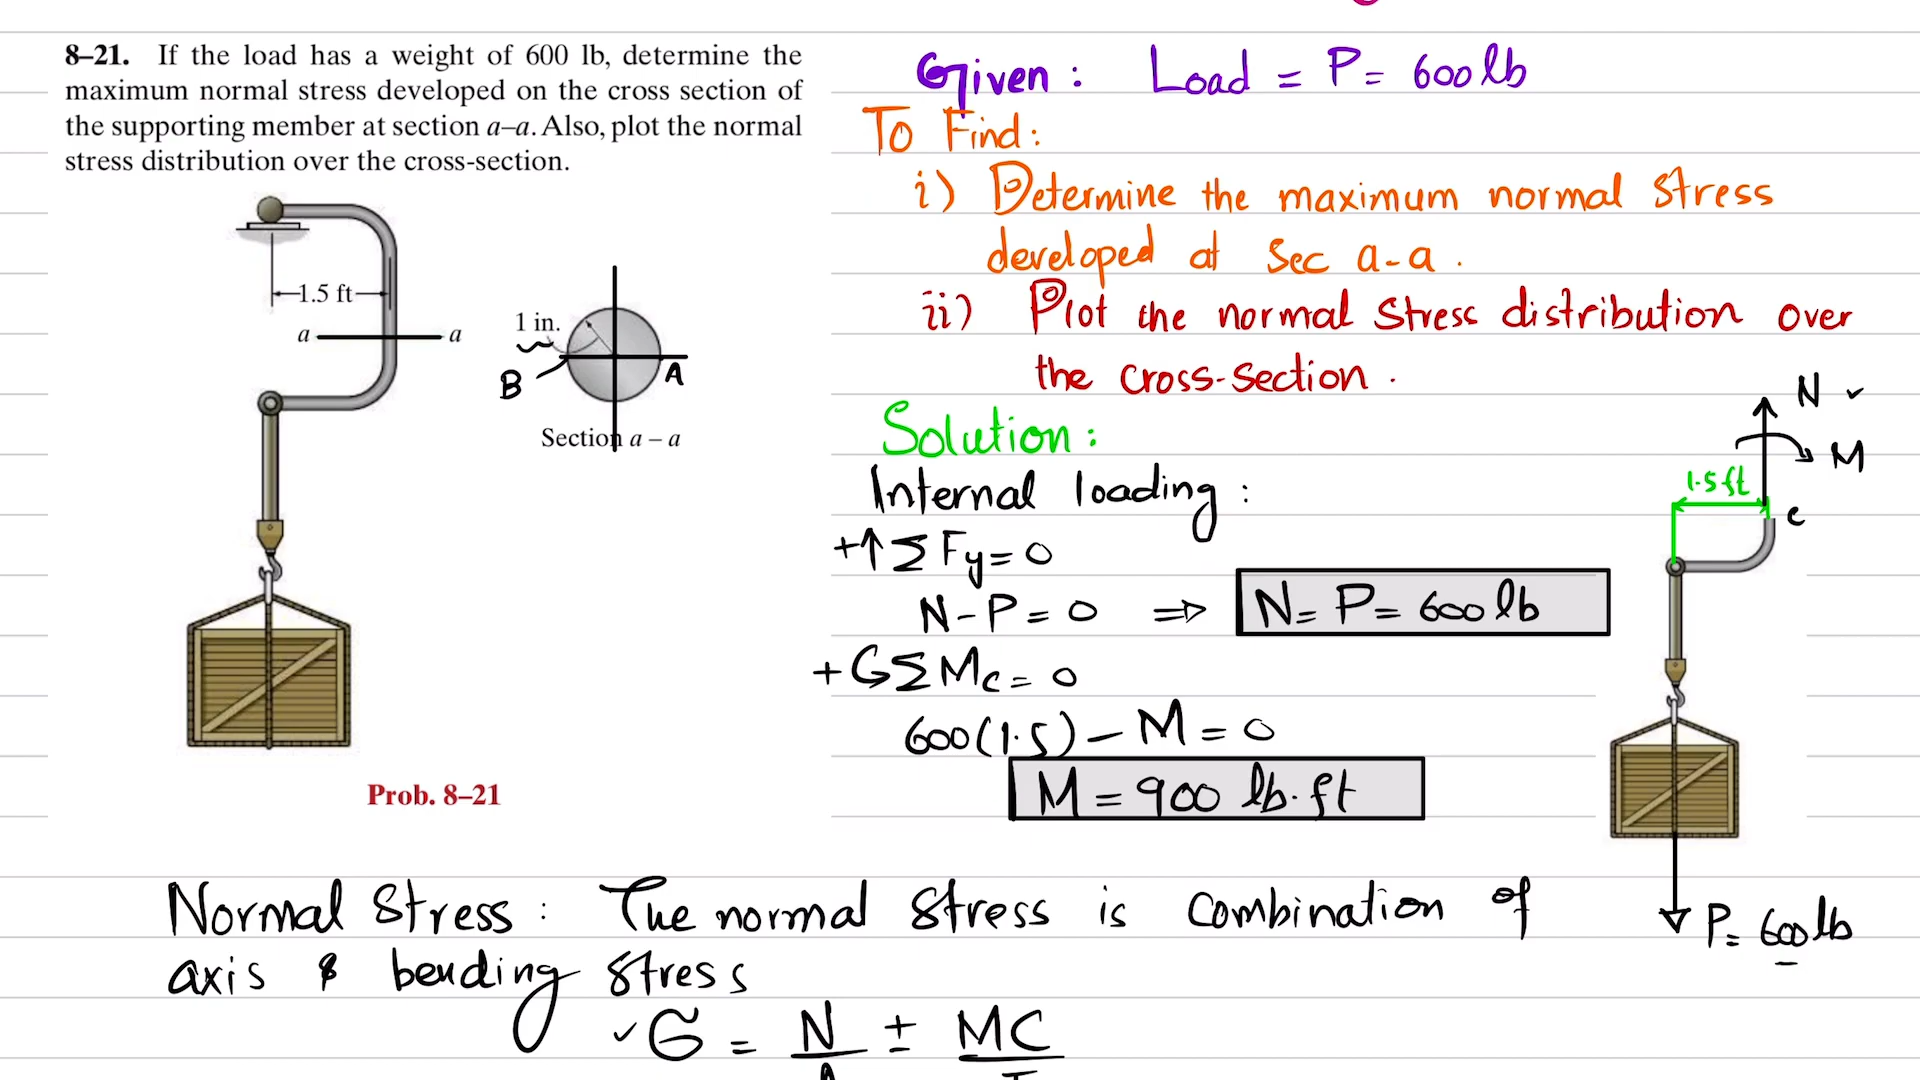 8–21. If the load has a weight of 600 lb, determine the
maximum normal stress developed on the cross section of
the supporting member at section a–a. Also, plot the normal
stress distribution over the cross-section.
1.5 ft
a
a
1 in.
B
A
Section a – a
Prob. 8–21
Given : Load = P = 600 lb
To Find :
i) Determine the maximum normal stress
developed at Sec a-a .
ii) Plot the normal stress distribution over
the cross-section .
Solution :
Internal loading :
+↑ Σ Fy = 0
N - P = 0 ⇒ N = P = 600 lb
+↺ Σ Mc = 0
600(1.5) - M = 0
M = 900 lb.ft
N ✓
M
1.5 ft
C
P = 600 lb
Normal Stress : The normal stress is combination of
axis & bending stress
✓ σ = N ± MC